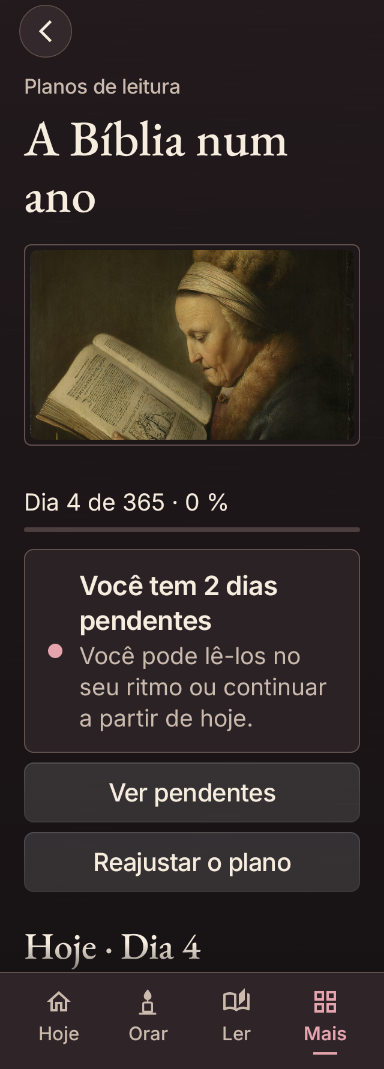 Planos de leitura
A Bíblia num
ano
Dia 4 de 365 · 0 %
Você tem 2 dias
pendentes
Você pode lê-los no
seu ritmo ou continuar
a partir de hoje.
Ver pendentes
Reajustar o plano
Hoje · Dia 4
Hoje
Orar
Ler
Mais